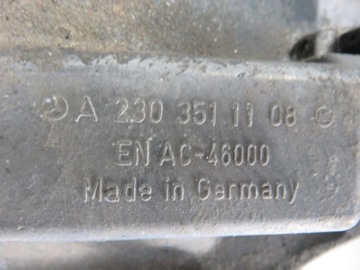 A 230 351 11 08
EN AC-46000
Made in Germany